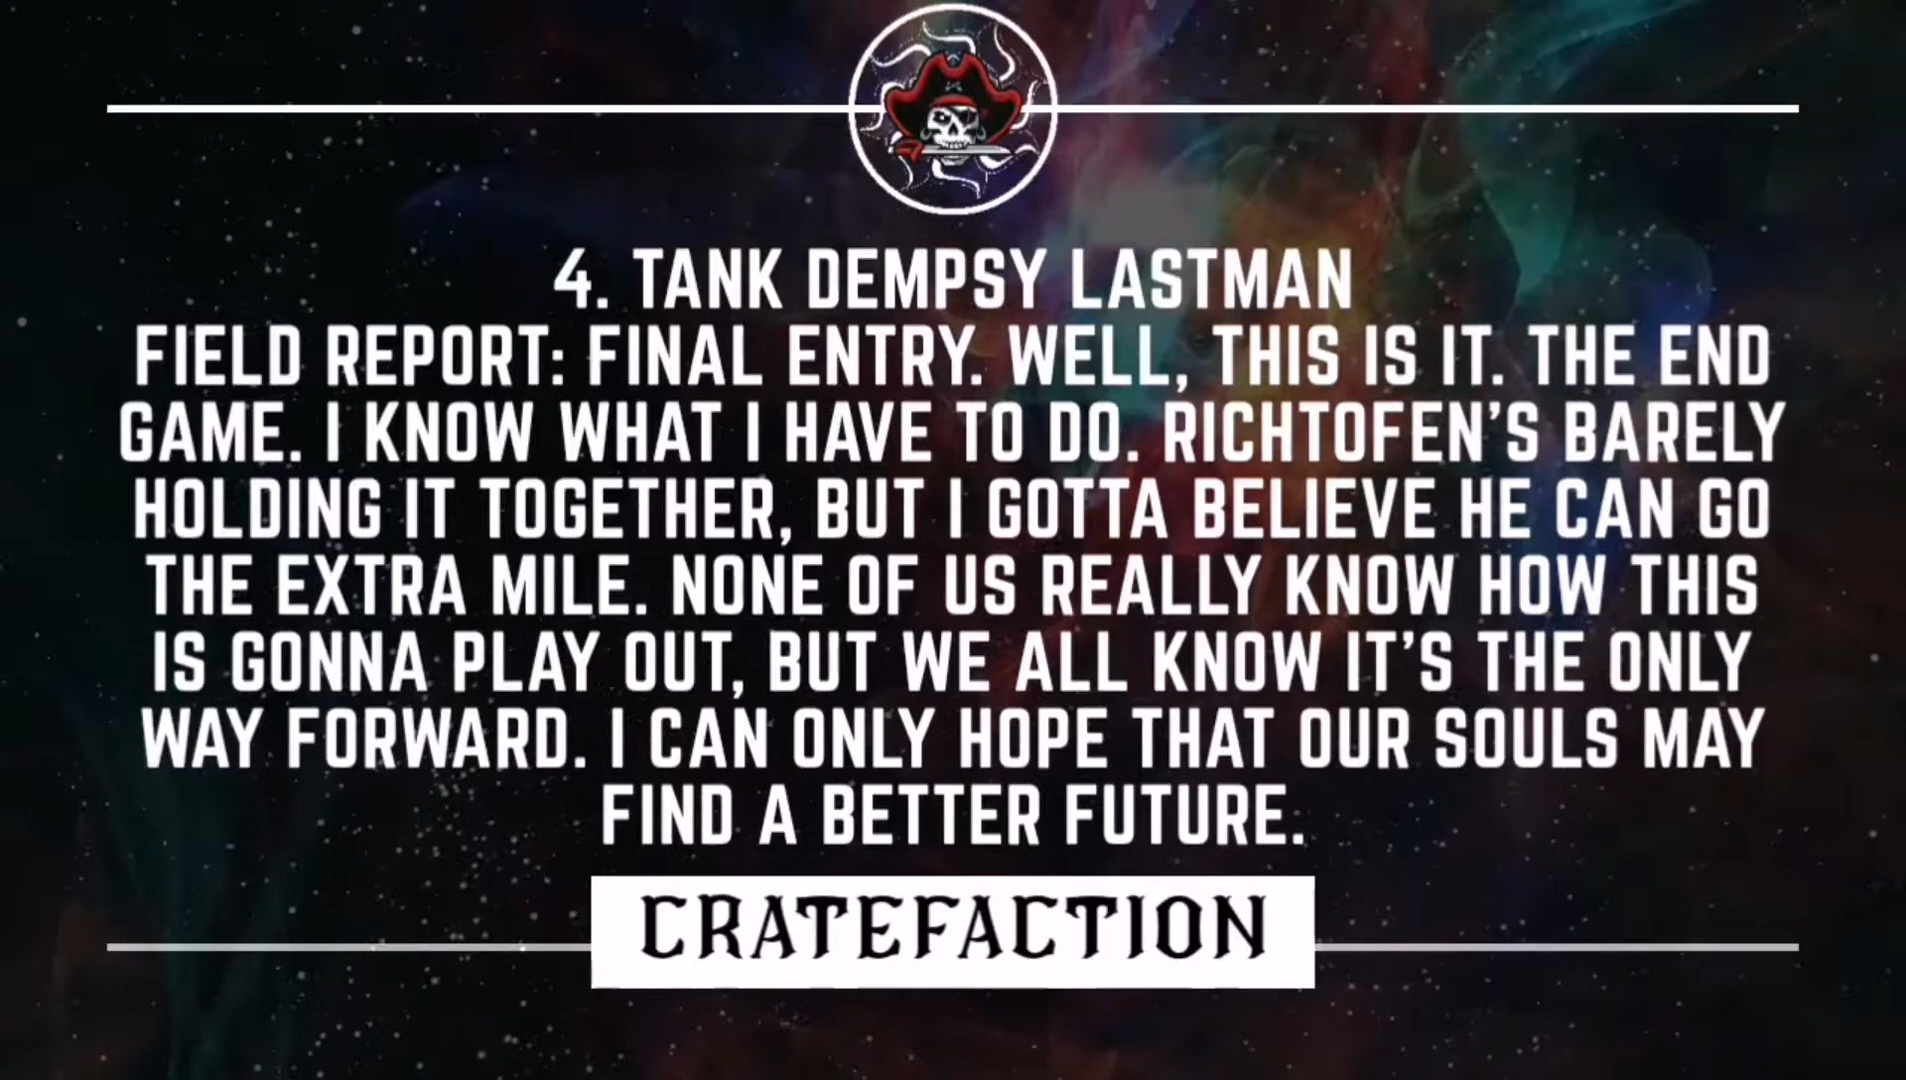 4. TANK DEMPSY LASTMAN
FIELD REPORT: FINAL ENTRY. WELL, THIS IS IT. THE END
GAME. I KNOW WHAT I HAVE TO DO. RICHTOFEN'S BARELY
HOLDING IT TOGETHER, BUT I GOTTA BELIEVE HE CAN GO
THE EXTRA MILE. NONE OF US REALLY KNOW HOW THIS
IS GONNA PLAY OUT, BUT WE ALL KNOW IT'S THE ONLY
WAY FORWARD. I CAN ONLY HOPE THAT OUR SOULS MAY
FIND A BETTER FUTURE.
CRATEFACTION